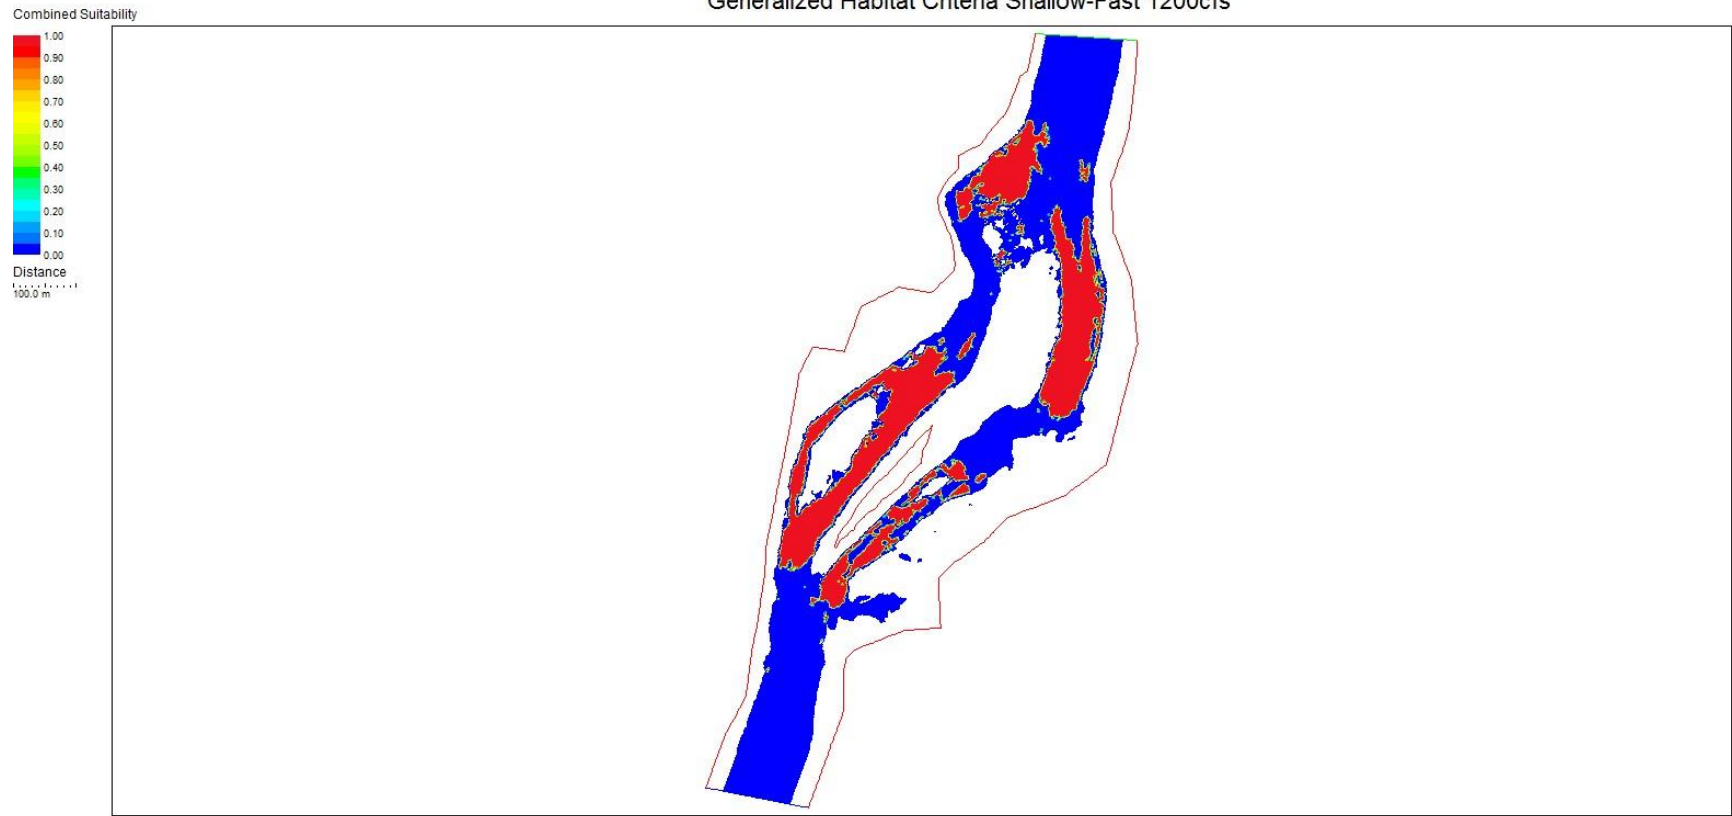 Generalized Habitat Criteria Shallow-Fast 1200cfs
Combined Suitability
1.00
0.90
0.80
0.70
0.60
0.50
0.40
0.30
0.20
0.10
0.00
Distance
100.0 m